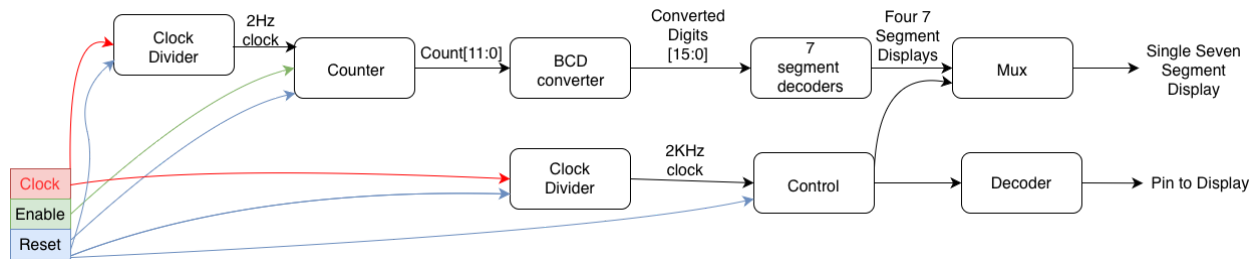 Clock
Divider
2Hz
clock
Counter
Count[11:0]
BCD
converter
Converted
Digits
[15:0]
7
segment
decoders
Four 7
Segment
Displays
Mux
Single Seven
Segment
Display
Clock
Enable
Reset
Clock
Divider
2KHz
clock
Control
Decoder
Pin to Display